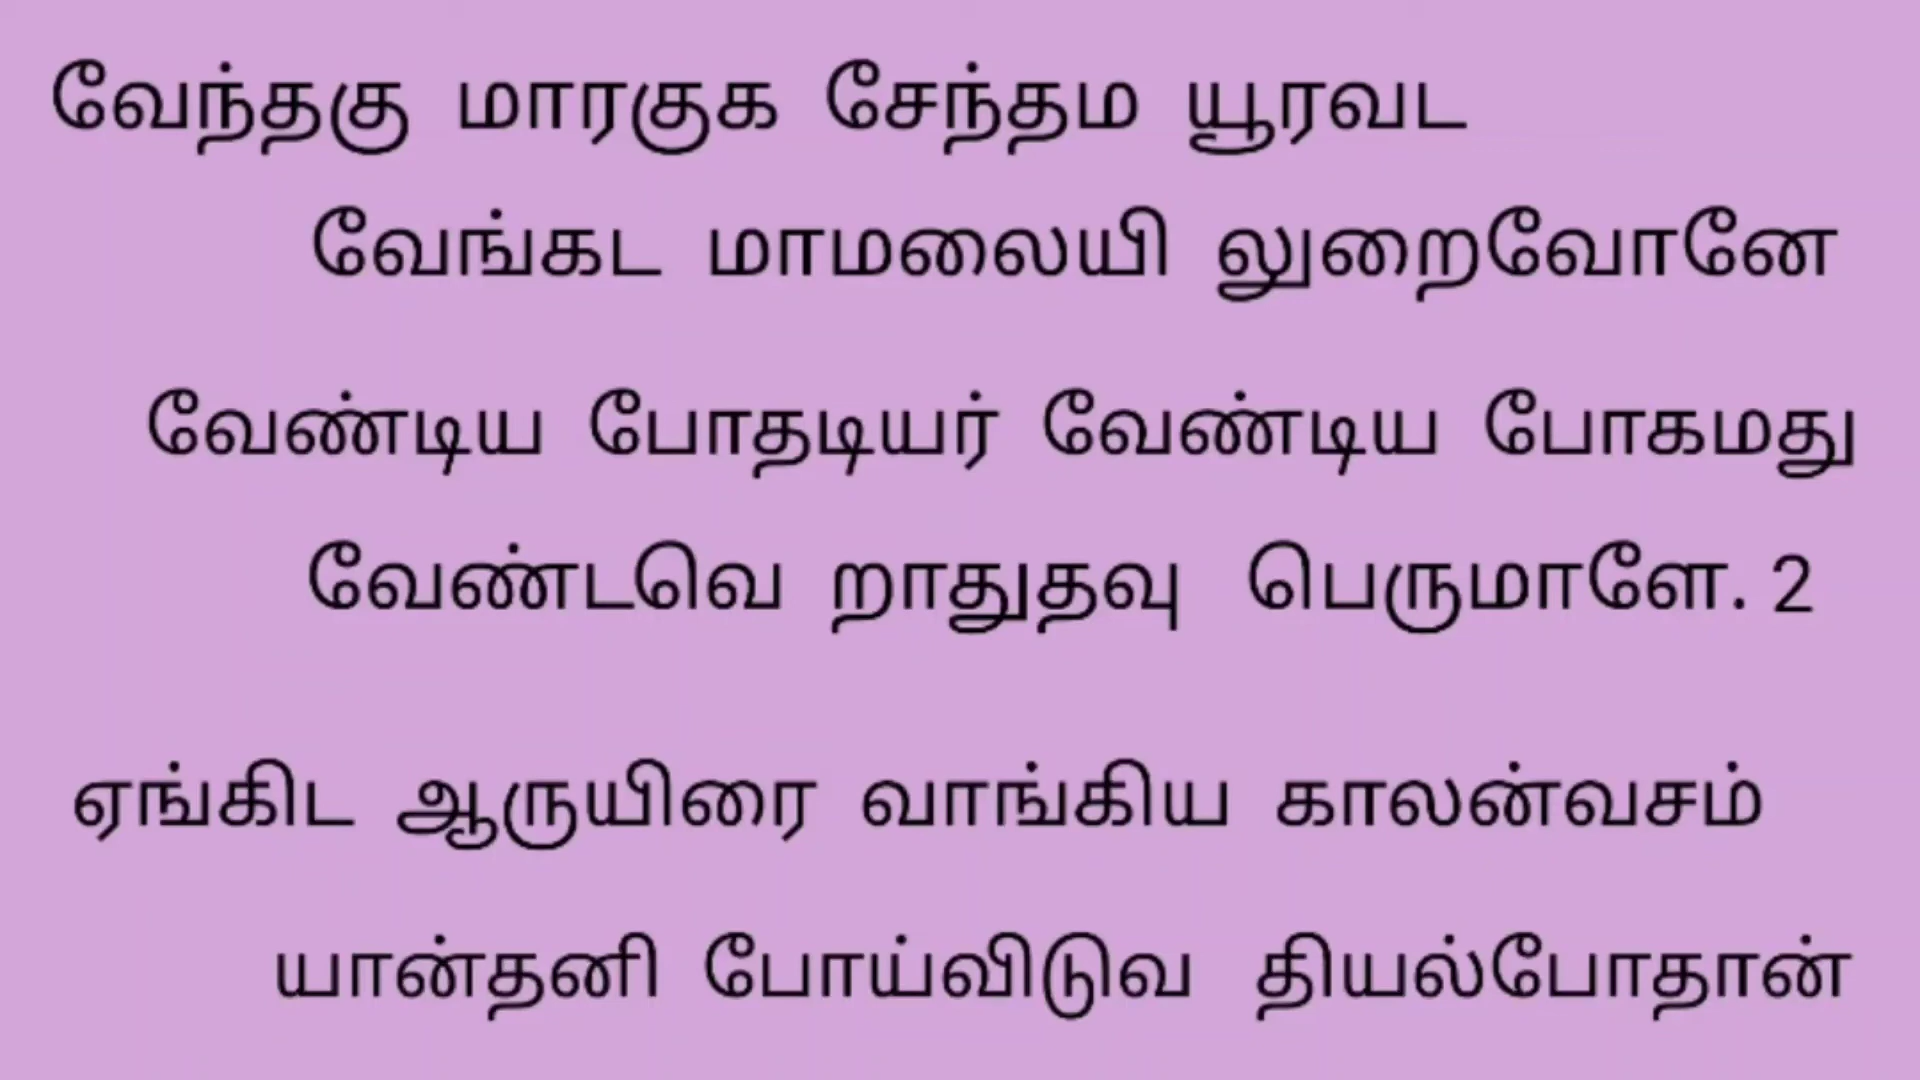 வேந்தகு மாரகுக சேந்தம யூரவட
வேங்கட மாமலையி லுறைவோனே
வேண்டிய போதடியர் வேண்டிய போகமது
வேண்டவெ றாதுதவு பெருமாளே. 2
ஏங்கிட ஆருயிரை வாங்கிய காலன்வசம்
யான்தனி போய்விடுவ தியல்போதான்